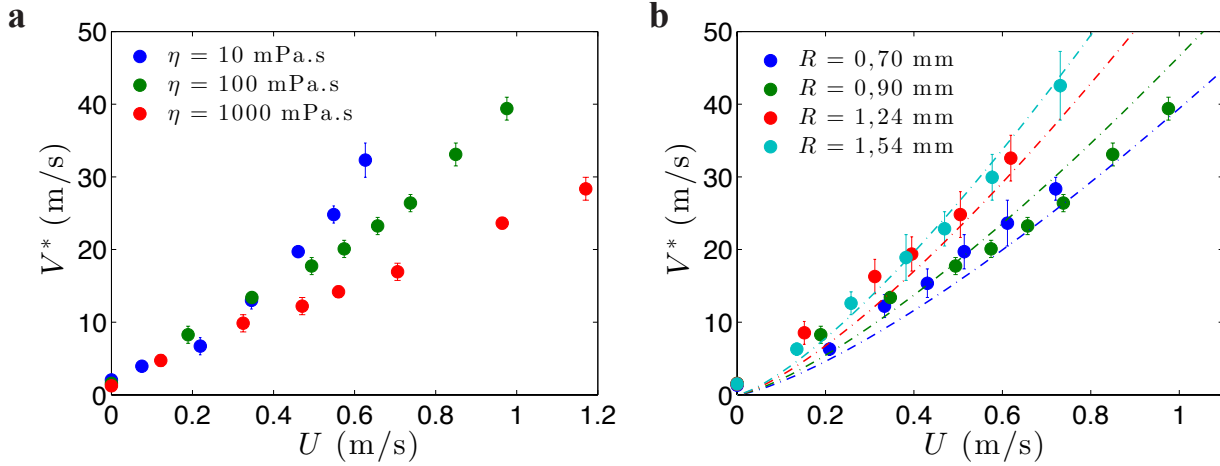 a
50
40
30
20
10
0
V* (m/s)
η = 10 mPa.s
η = 100 mPa.s
η = 1000 mPa.s
0 0.2 0.4 0.6 0.8 1 1.2
U (m/s)
b
50
40
30
20
10
0
V* (m/s)
R = 0,70 mm
R = 0,90 mm
R = 1,24 mm
R = 1,54 mm
0 0.2 0.4 0.6 0.8 1
U (m/s)